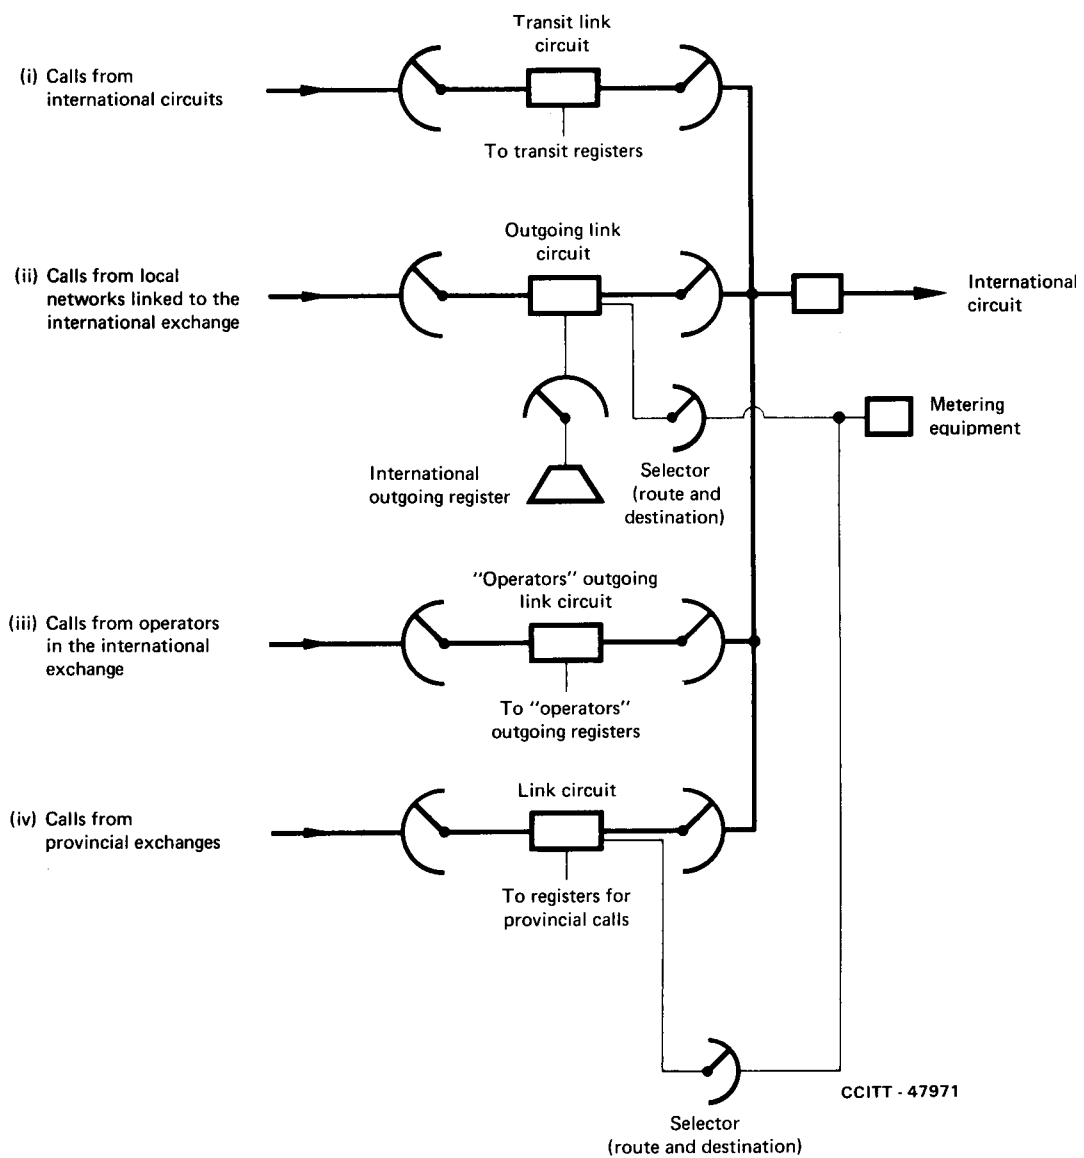 Transit link
circuit
(i) Calls from
international circuits
To transit registers
Outgoing link
circuit
(ii) Calls from local
networks linked to the
international exchange
International
circuit
Metering
equipment
International
outgoing register
Selector
(route and
destination)
"Operators" outgoing
link circuit
(iii) Calls from operators
in the international
exchange
To "operators"
outgoing registers
Link circuit
(iv) Calls from
provincial exchanges
To registers for
provincial calls
CCITT - 47971
Selector
(route and destination)